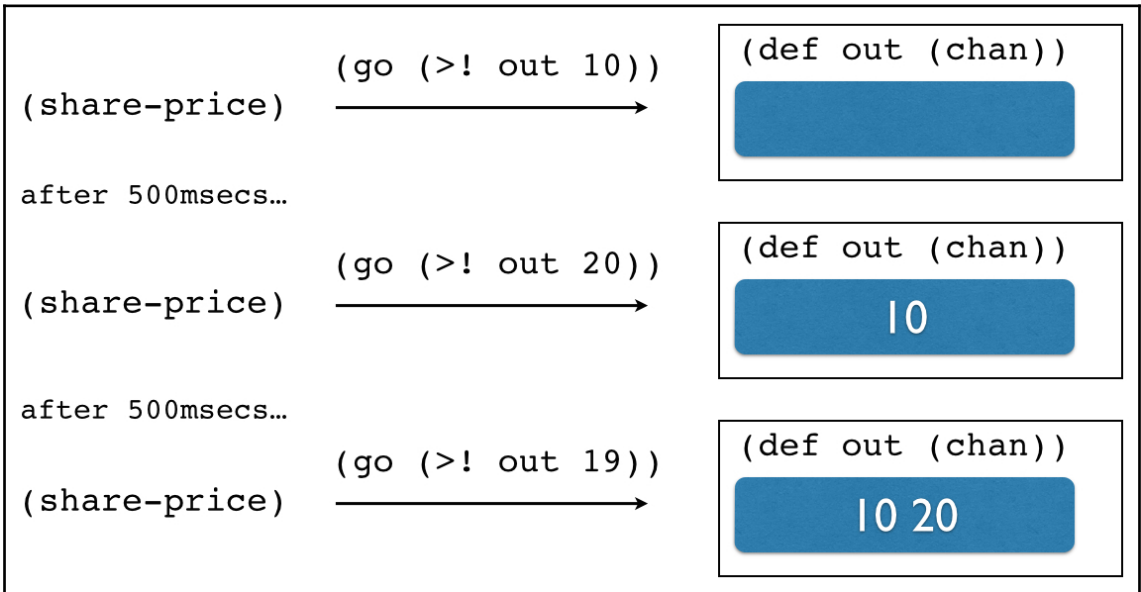 (def out (chan))
(go (>! out 10))
(share-price)
after 500msecs…
(def out (chan))
(go (>! out 20))
(share-price)
10
after 500msecs…
(def out (chan))
(go (>! out 19))
(share-price)
10 20